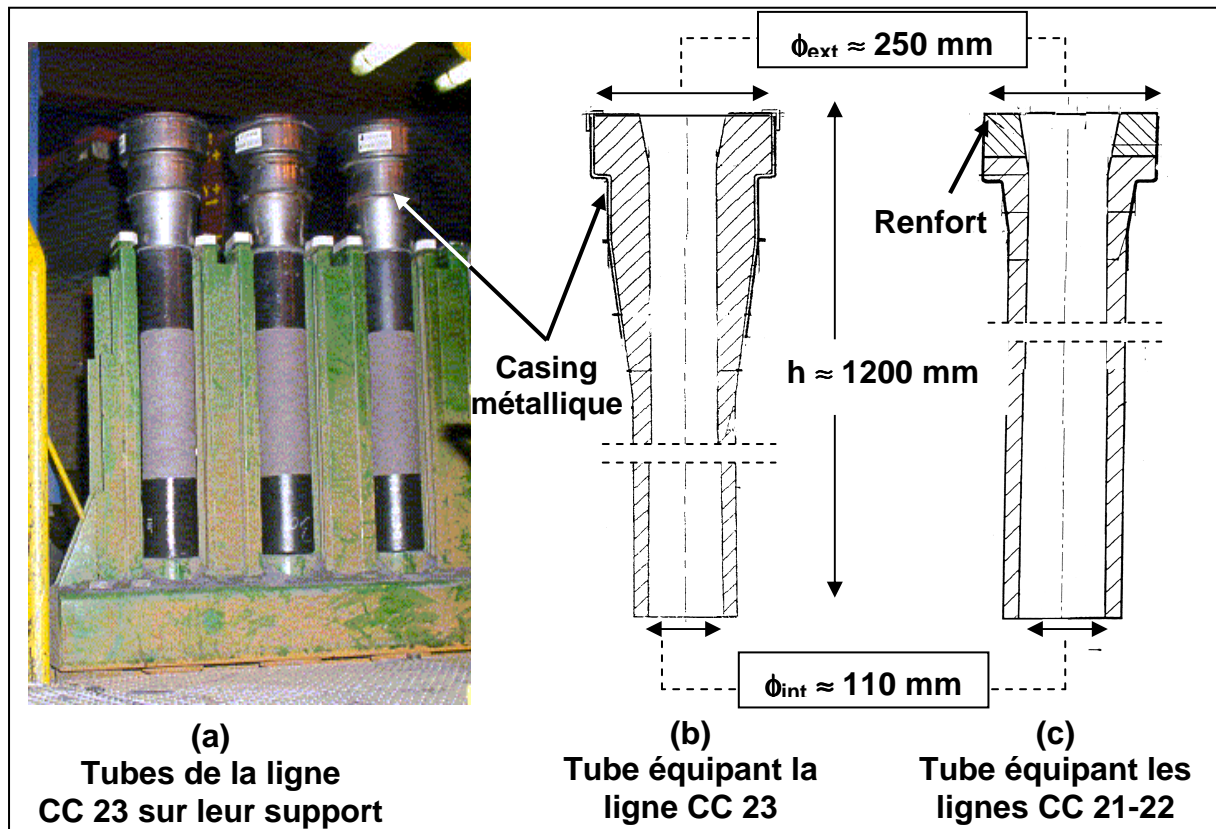 ϕext ≈ 250 mm
Renfort
Casing
métallique
h ≈ 1200 mm
ϕint ≈ 110 mm
(a)
Tubes de la ligne
CC 23 sur leur support
(b)
Tube équipant la
ligne CC 23
(c)
Tube équipant les
lignes CC 21-22